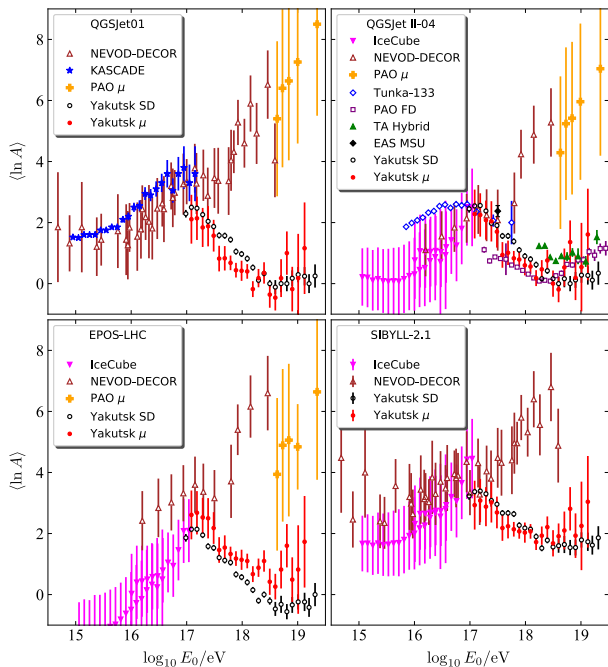 QGSJet01
NEVOD-DECOR
KASCADE
PAO μ
Yakutsk SD
Yakutsk μ
QGSJet II-04
IceCube
NEVOD-DECOR
PAO μ
Tunka-133
PAO FD
TA Hybrid
EAS MSU
Yakutsk SD
Yakutsk μ
8
6
4
2
0
⟨ln A⟩
EPOS-LHC
IceCube
NEVOD-DECOR
PAO μ
Yakutsk SD
Yakutsk μ
SIBYLL-2.1
IceCube
NEVOD-DECOR
Yakutsk SD
Yakutsk μ
8
6
4
2
0
⟨ln A⟩
15 16 17 18 19 15 16 17 18 19
log₁₀ E₀/eV log₁₀ E₀/eV